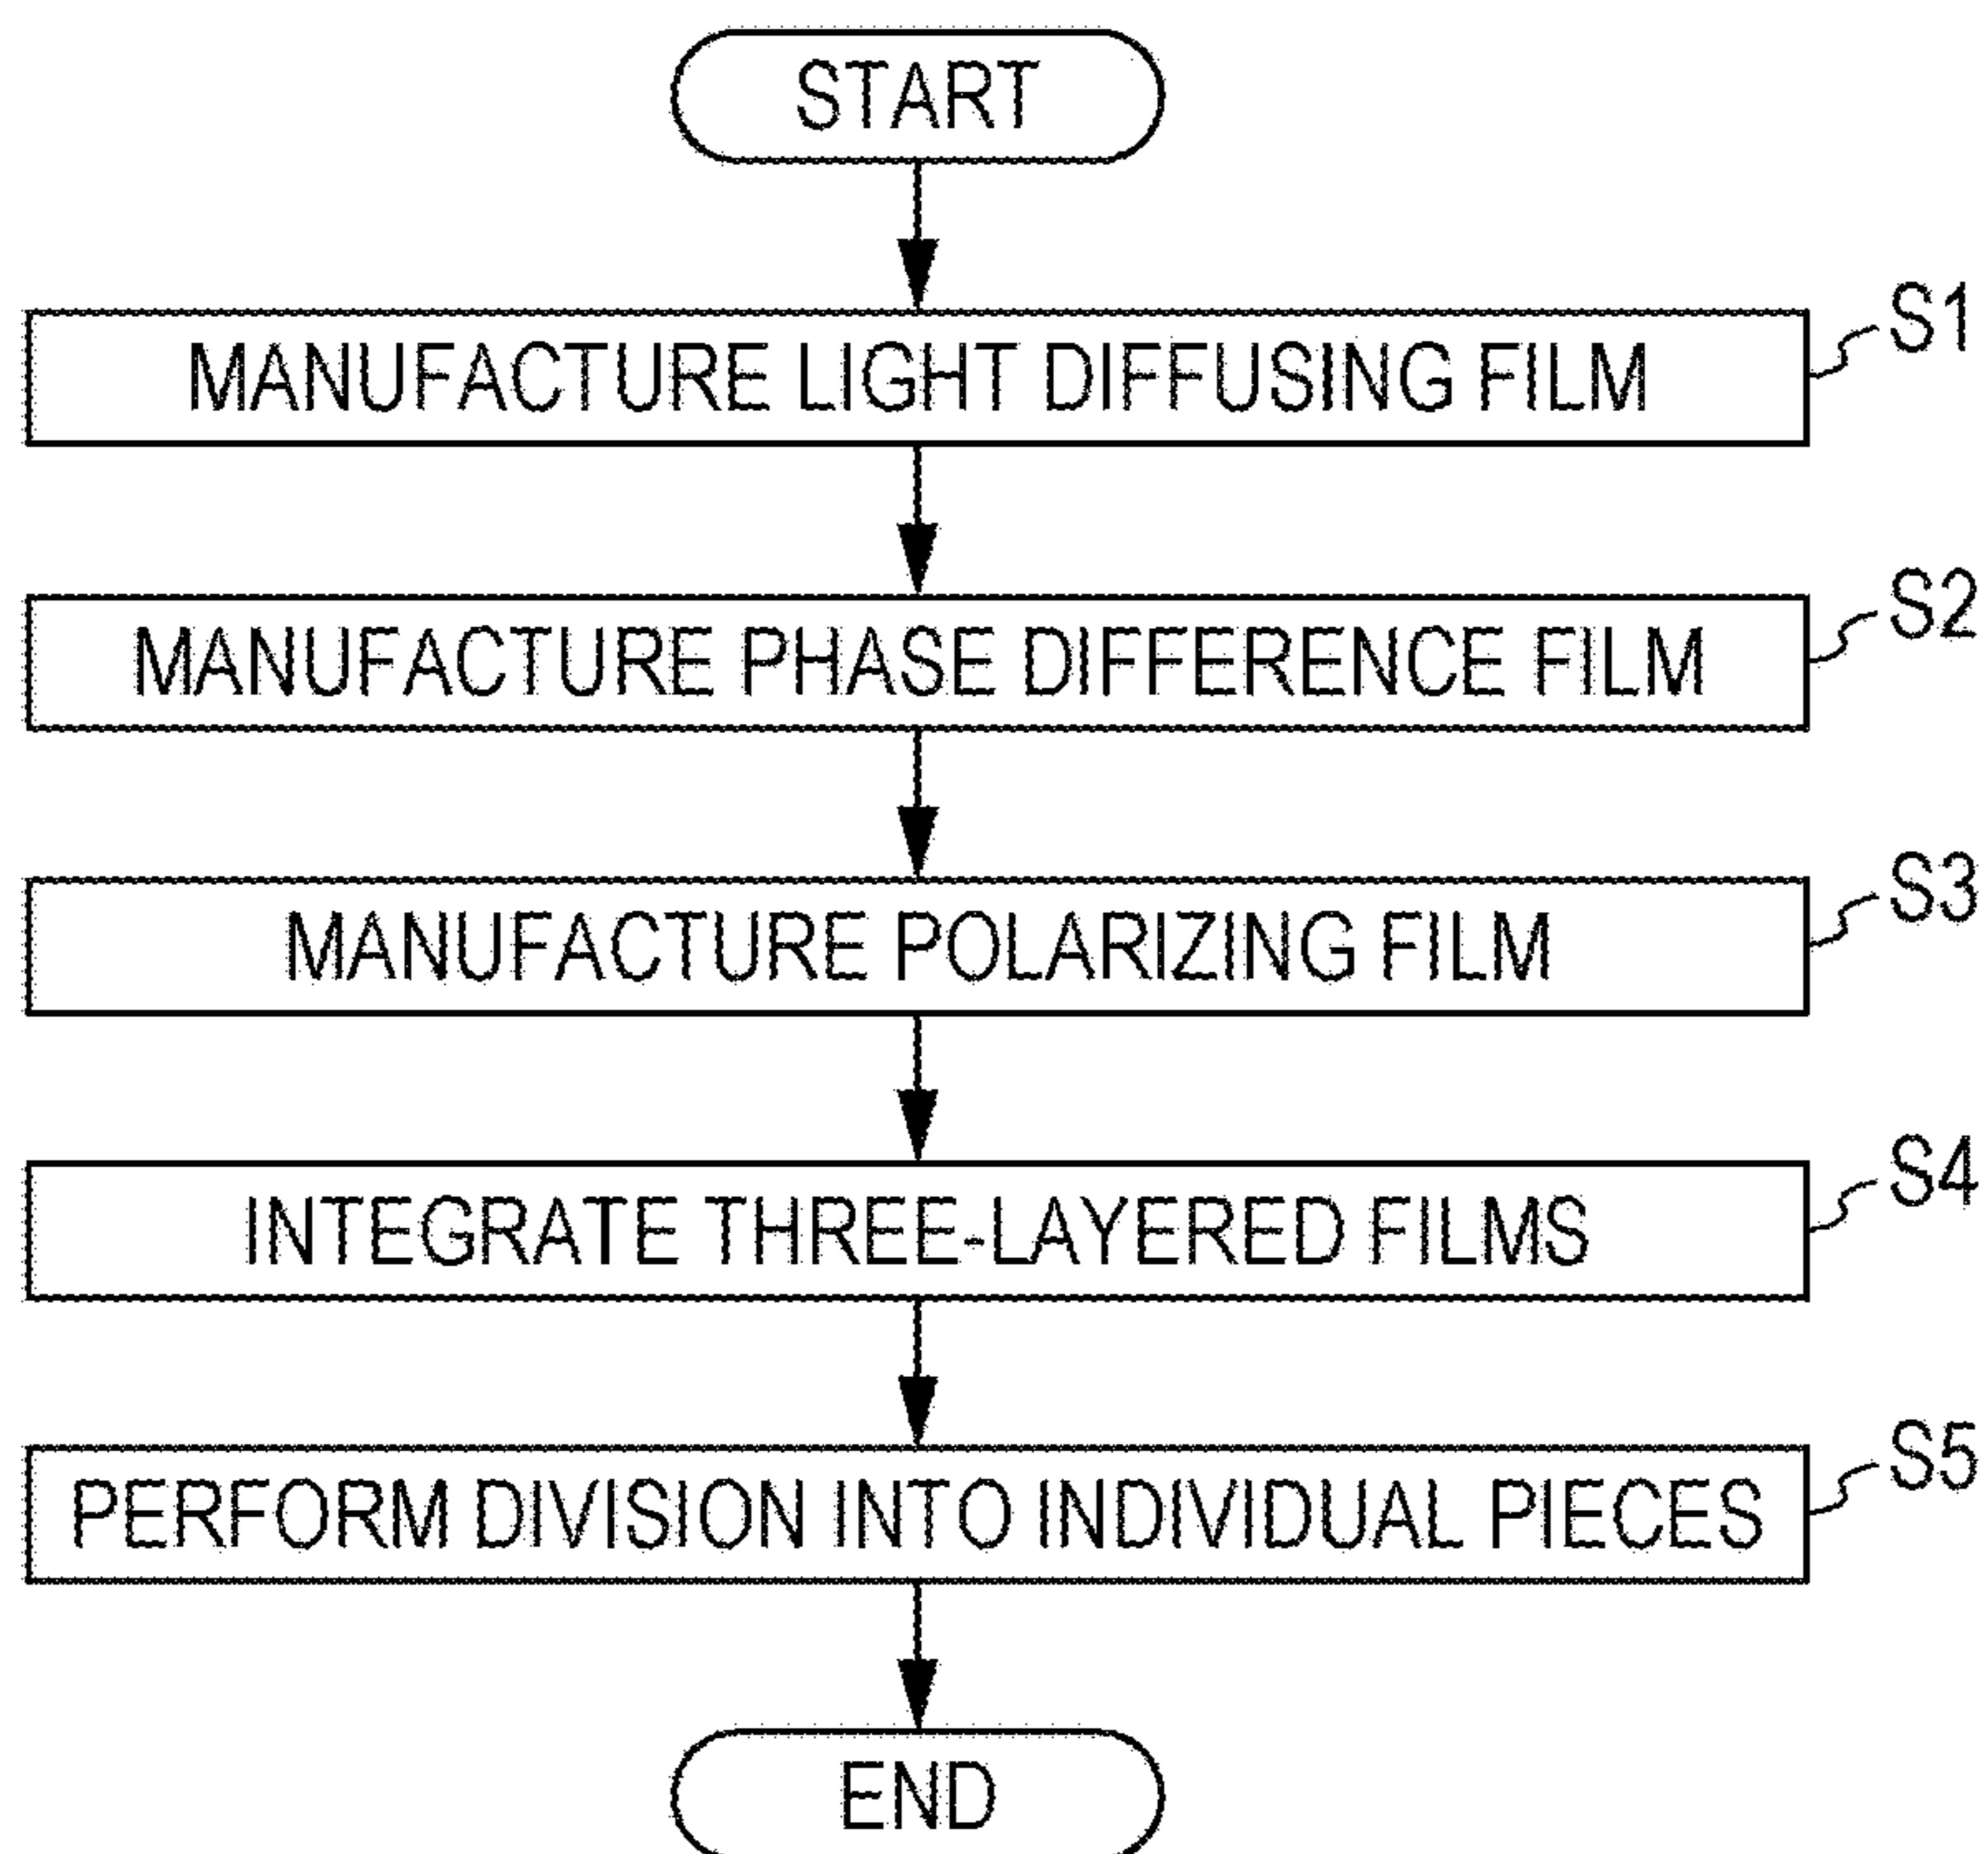 START
MANUFACTURE LIGHT DIFFUSING FILM
S1
MANUFACTURE PHASE DIFFERENCE FILM
S2
MANUFACTURE POLARIZING FILM
S3
INTEGRATE THREE-LAYERED FILMS
S4
PERFORM DIVISION INTO INDIVIDUAL PIECES
S5
END